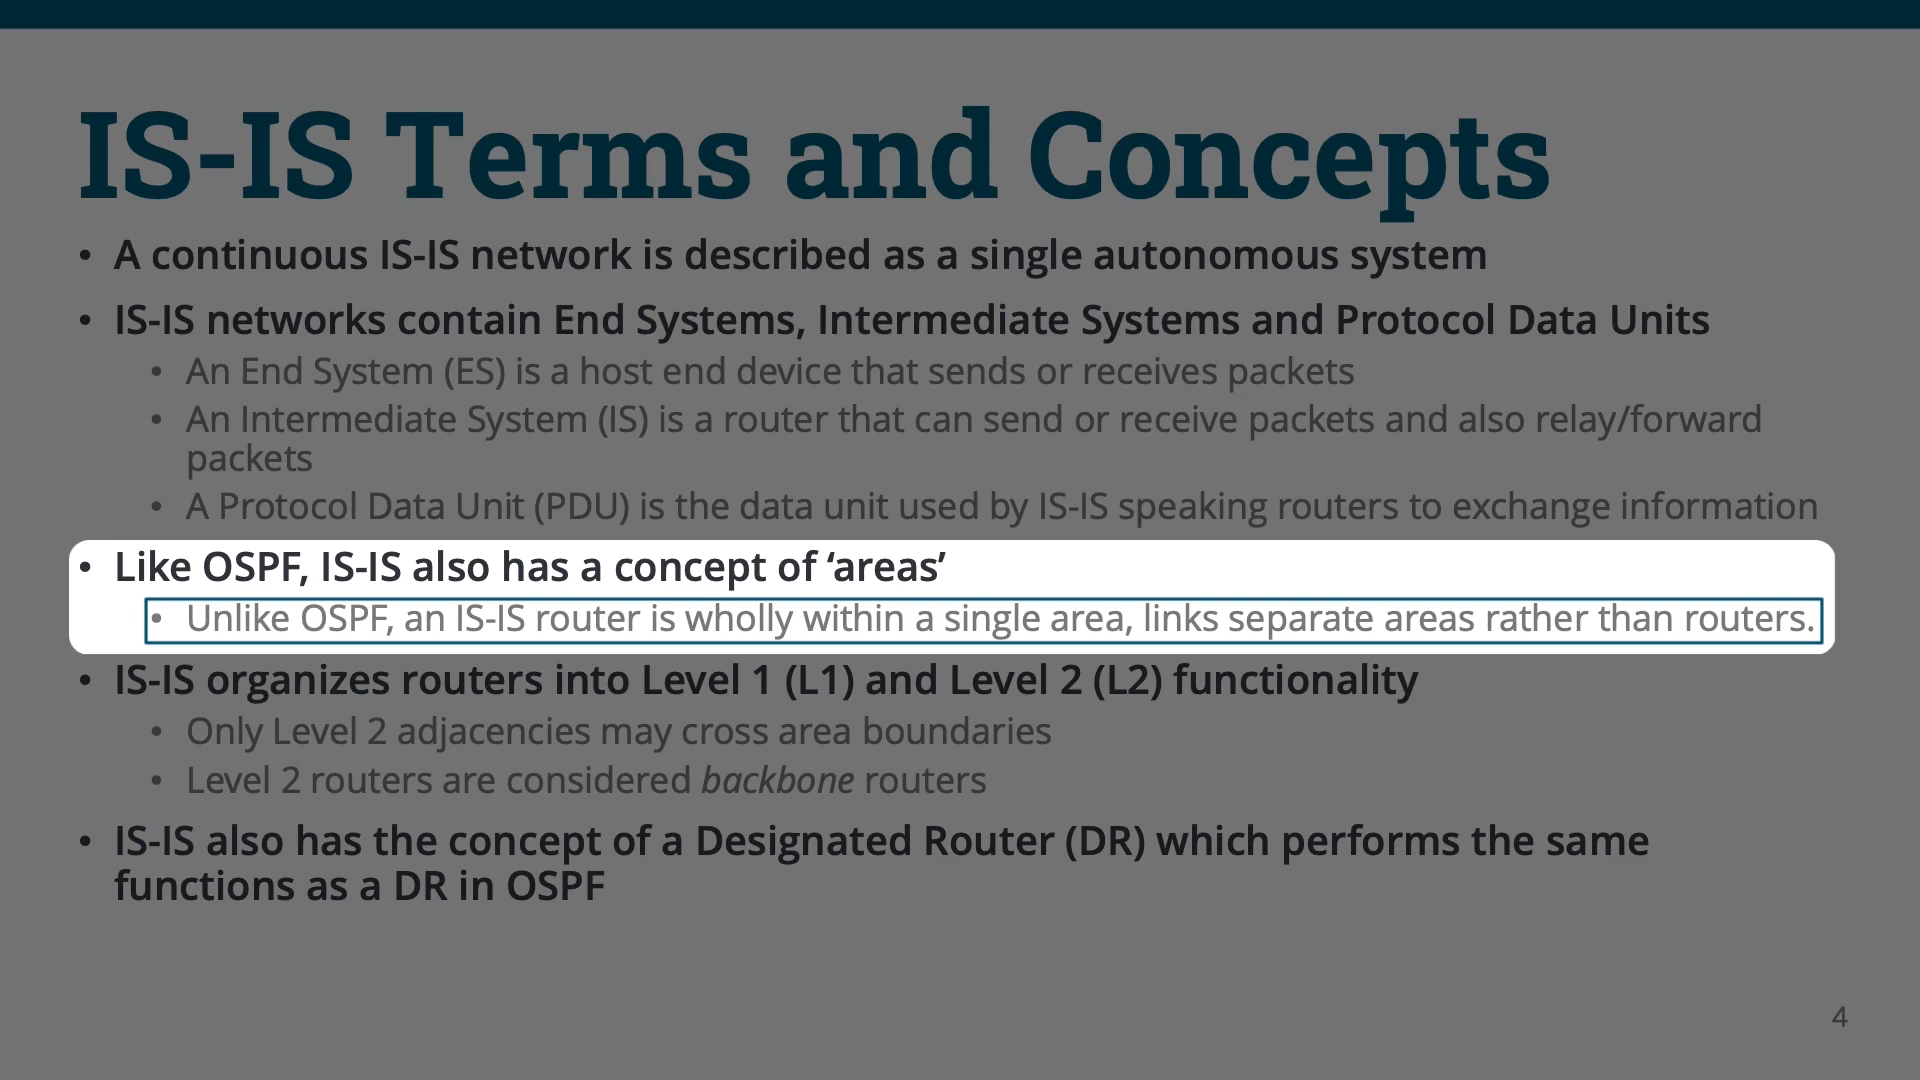 IS-IS Terms and Concepts
• A continuous IS-IS network is described as a single autonomous system
• IS-IS networks contain End Systems, Intermediate Systems and Protocol Data Units
• An End System (ES) is a host end device that sends or receives packets
• An Intermediate System (IS) is a router that can send or receive packets and also relay/forward
packets
• A Protocol Data Unit (PDU) is the data unit used by IS-IS speaking routers to exchange information
• Like OSPF, IS-IS also has a concept of ‘areas’
• Unlike OSPF, an IS-IS router is wholly within a single area, links separate areas rather than routers.
• IS-IS organizes routers into Level 1 (L1) and Level 2 (L2) functionality
• Only Level 2 adjacencies may cross area boundaries
• Level 2 routers are considered backbone routers
• IS-IS also has the concept of a Designated Router (DR) which performs the same
functions as a DR in OSPF
4